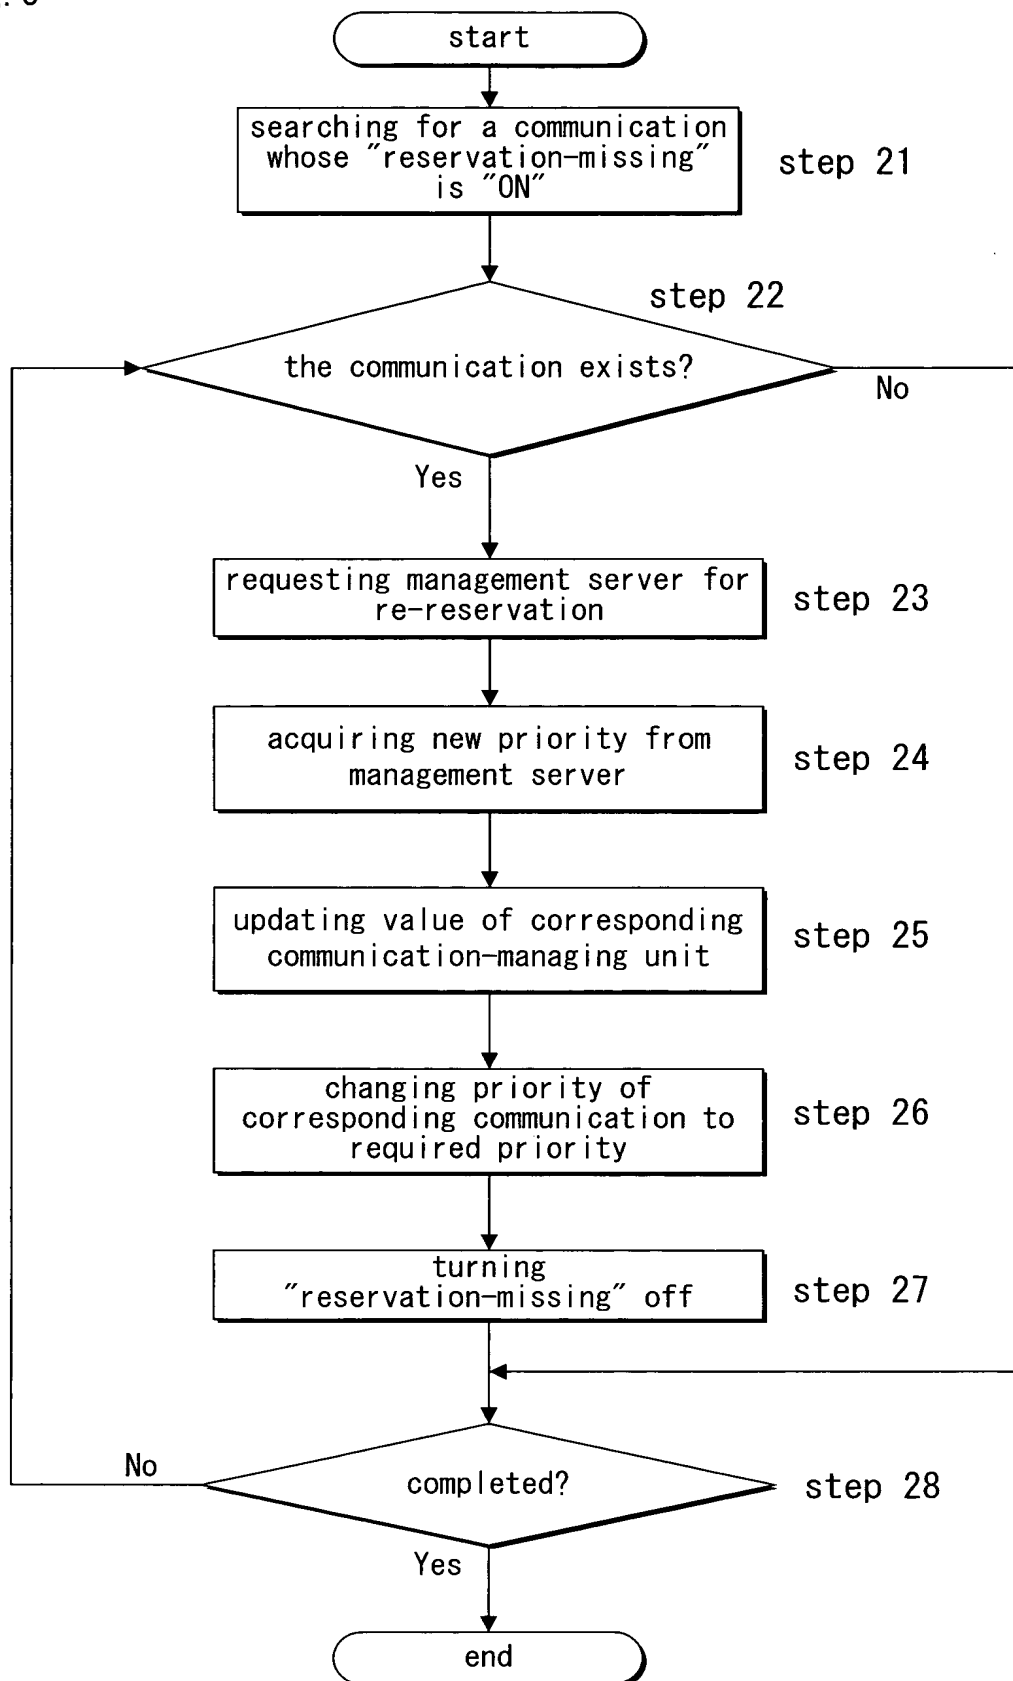 start
searching for a communication
whose "reservation-missing"
is "ON"
step 21
step 22
the communication exists?
No
Yes
requesting management server for
re-reservation
step 23
acquiring new priority from
management server
step 24
updating value of corresponding
communication-managing unit
step 25
changing priority of
corresponding communication to
required priority
step 26
turning
"reservation-missing" off
step 27
No
completed?
step 28
Yes
end